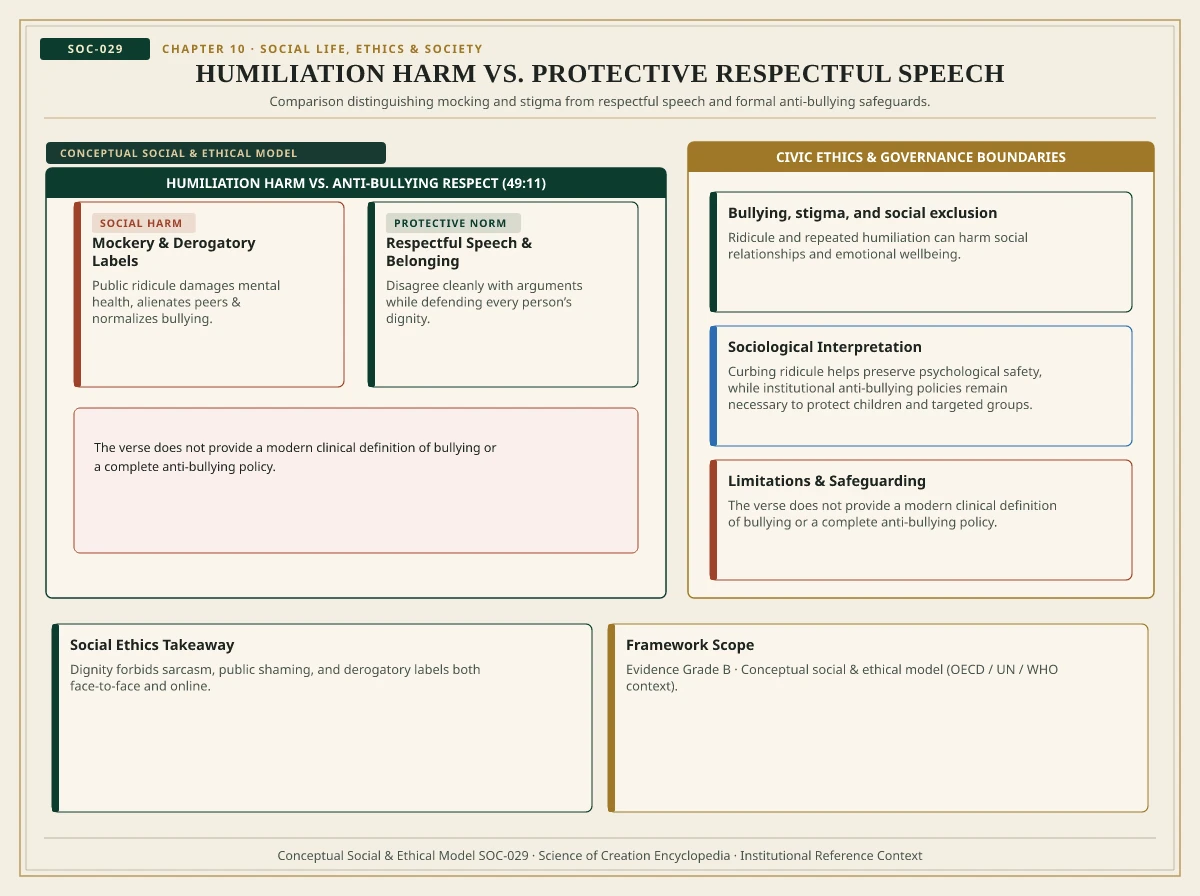 SOC-029
CHAPTER 10 · SOCIAL LIFE, ETHICS & SOCIETY
HUMILIATION HARM VS. PROTECTIVE RESPECTFUL SPEECH
Comparison distinguishing mocking and stigma from respectful speech and formal anti-bullying safeguards.
CONCEPTUAL SOCIAL & ETHICAL MODEL
HUMILIATION HARM VS. ANTI-BULLYING RESPECT (49:11)
SOCIAL HARM
Mockery & Derogatory
Labels
Public ridicule damages mental
health, alienates peers &
normalizes bullying.
PROTECTIVE NORM
Respectful Speech &
Belonging
Disagree cleanly with arguments
while defending every person’s
dignity.
The verse does not provide a modern clinical definition of bullying or
a complete anti-bullying policy.
CIVIC ETHICS & GOVERNANCE BOUNDARIES
Bullying, stigma, and social exclusion
Ridicule and repeated humiliation can harm social
relationships and emotional wellbeing.
Sociological Interpretation
Curbing ridicule helps preserve psychological safety,
while institutional anti-bullying policies remain
necessary to protect children and targeted groups.
Limitations & Safeguarding
The verse does not provide a modern clinical definition
of bullying or a complete anti-bullying policy.
Social Ethics Takeaway
Dignity forbids sarcasm, public shaming, and derogatory labels both
face-to-face and online.
Framework Scope
Evidence Grade B · Conceptual social & ethical model (OECD / UN / WHO
context).
Conceptual Social & Ethical Model SOC-029 · Science of Creation Encyclopedia · Institutional Reference Context